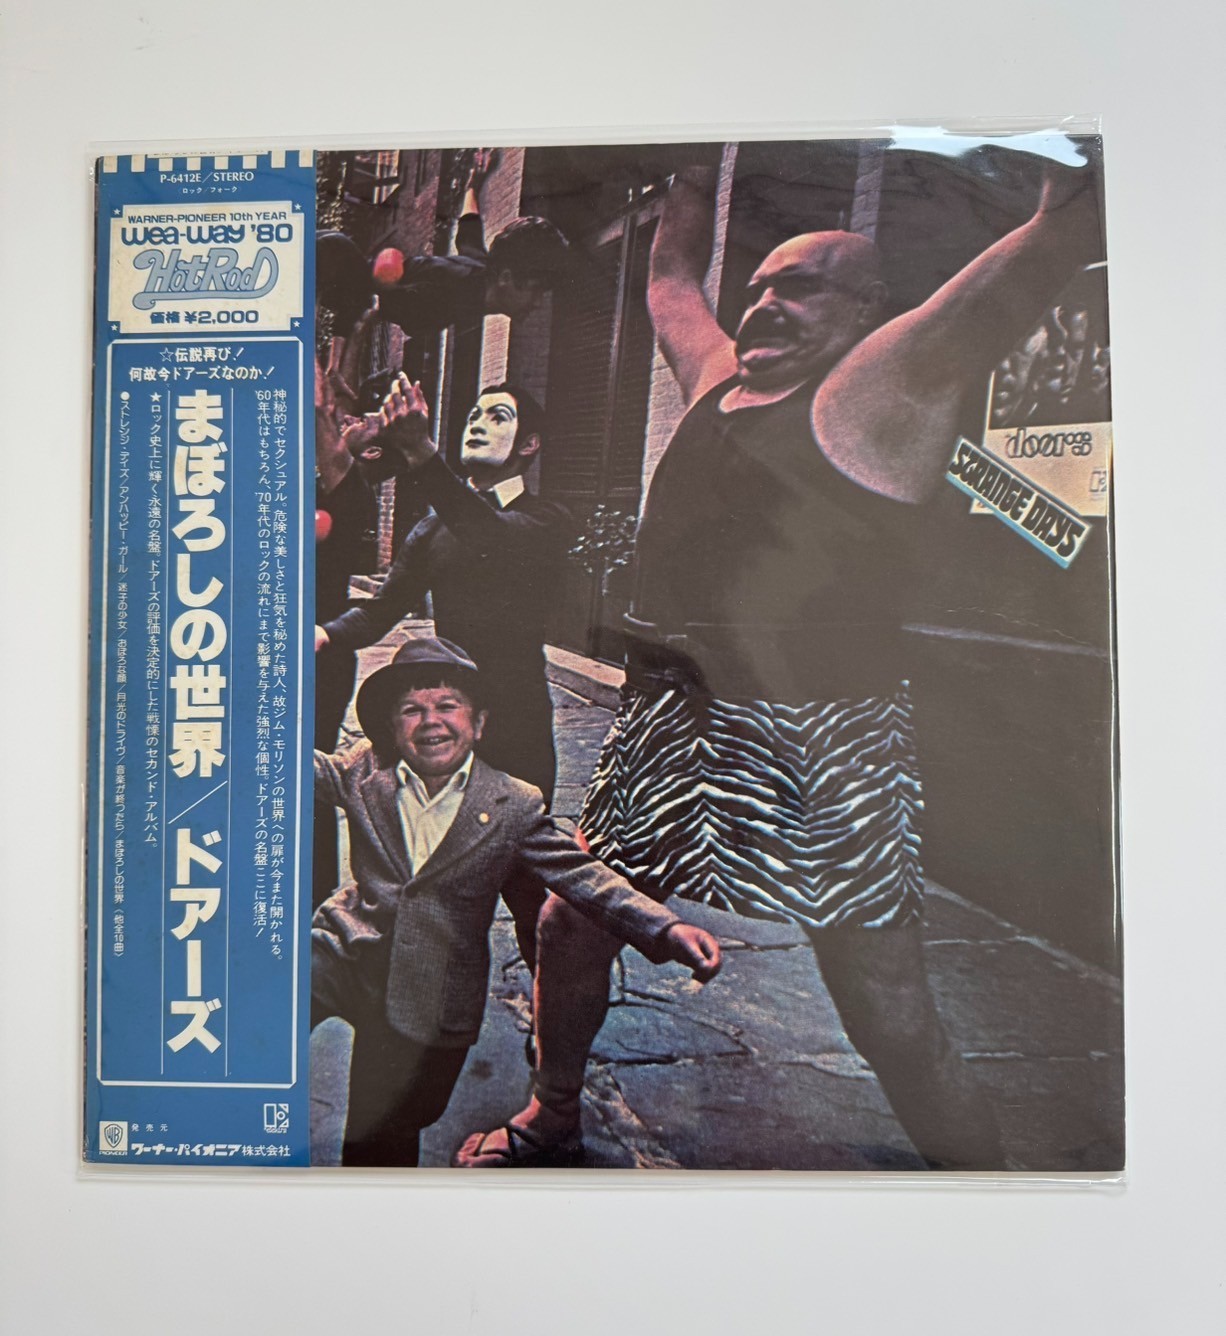 P-6412E/STEREO
ロック/フォーク
WARNER-PIONEER 10th YEAR
wea-way '80
Hot Rod
価格 ¥2,000
☆伝説再び!
何故今ドアーズなのか!
神秘的でセクシュアル。危険な美しさと狂気を秘めた詩人、故ジム・モリソンの世界への扉が今また開かれる。
'60年代はもちろん、'70年代のロックの流れにまで影響を与えた強烈な個性。ドアーズの名盤ここに復活!
まぼろしの世界/ドアーズ
★ロック史上に輝く永遠の名盤。ドアーズの評価を決定的にした戦慄のセカンド・アルバム。
●ストレンジ・デイズ/アンハッピー・ガール/迷子の少女/おぼろな顔/月光のドライヴ/音楽が終つたら/まぼろしの世界〈他全10曲〉
発売元
WB
PIONEER
ワーナー・パイオニア株式会社
doors
STRANGE DAYS